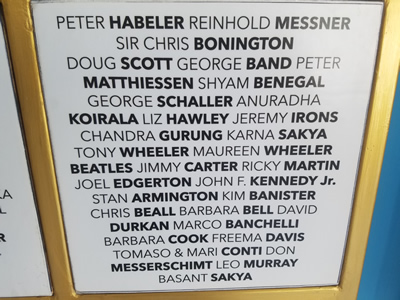 PETER HABELER REINHOLD MESSNER
SIR CHRIS BONINGTON
DOUG SCOTT GEORGE BAND PETER
MATTHIESSEN SHYAM BENEGAL
GEORGE SCHALLER ANURADHA
KOIRALA LIZ HAWLEY JEREMY IRONS
CHANDRA GURUNG KARNA SAKYA
TONY WHEELER MAUREEN WHEELER
BEATLES JIMMY CARTER RICKY MARTIN
JOEL EDGERTON JOHN F. KENNEDY Jr.
STAN ARMINGTON KIM BANISTER
CHRIS BEALL BARBARA BELL DAVID
DURKAN MARCO BANCHELLI
BARBARA COOK FREEMA DAVIS
TOMASO & MARI CONTI DON
MESSERSCHIMT LEO MURRAY
BASANT SAKYA